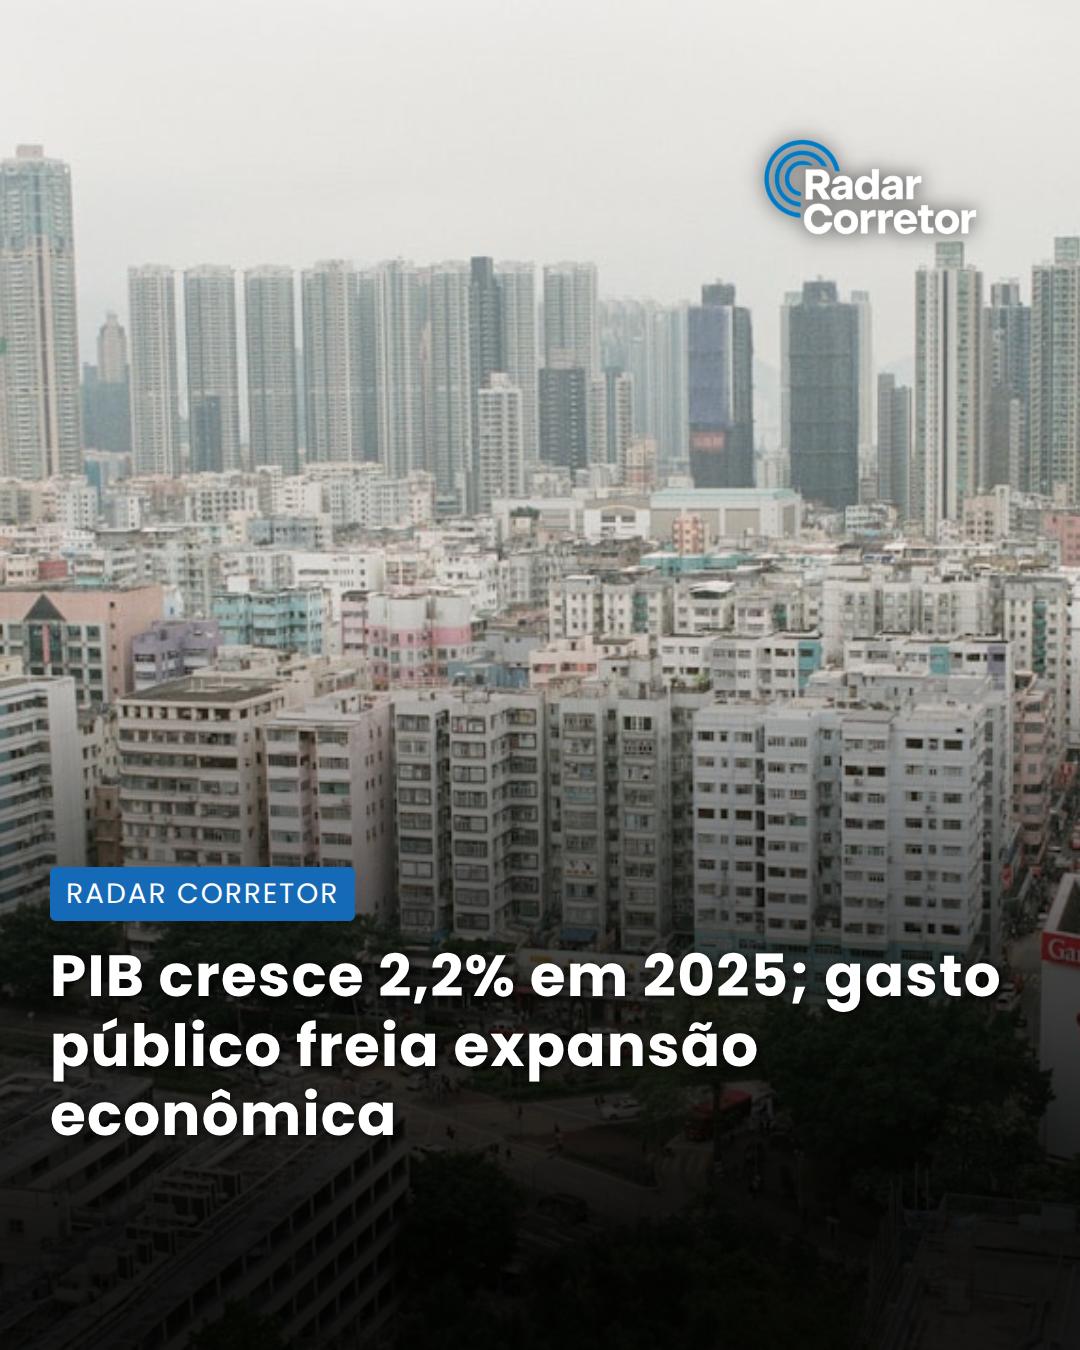 Radar
Corretor
RADAR CORRETOR
PIB cresce 2,2% em 2025; gasto
público freia expansão
econômica